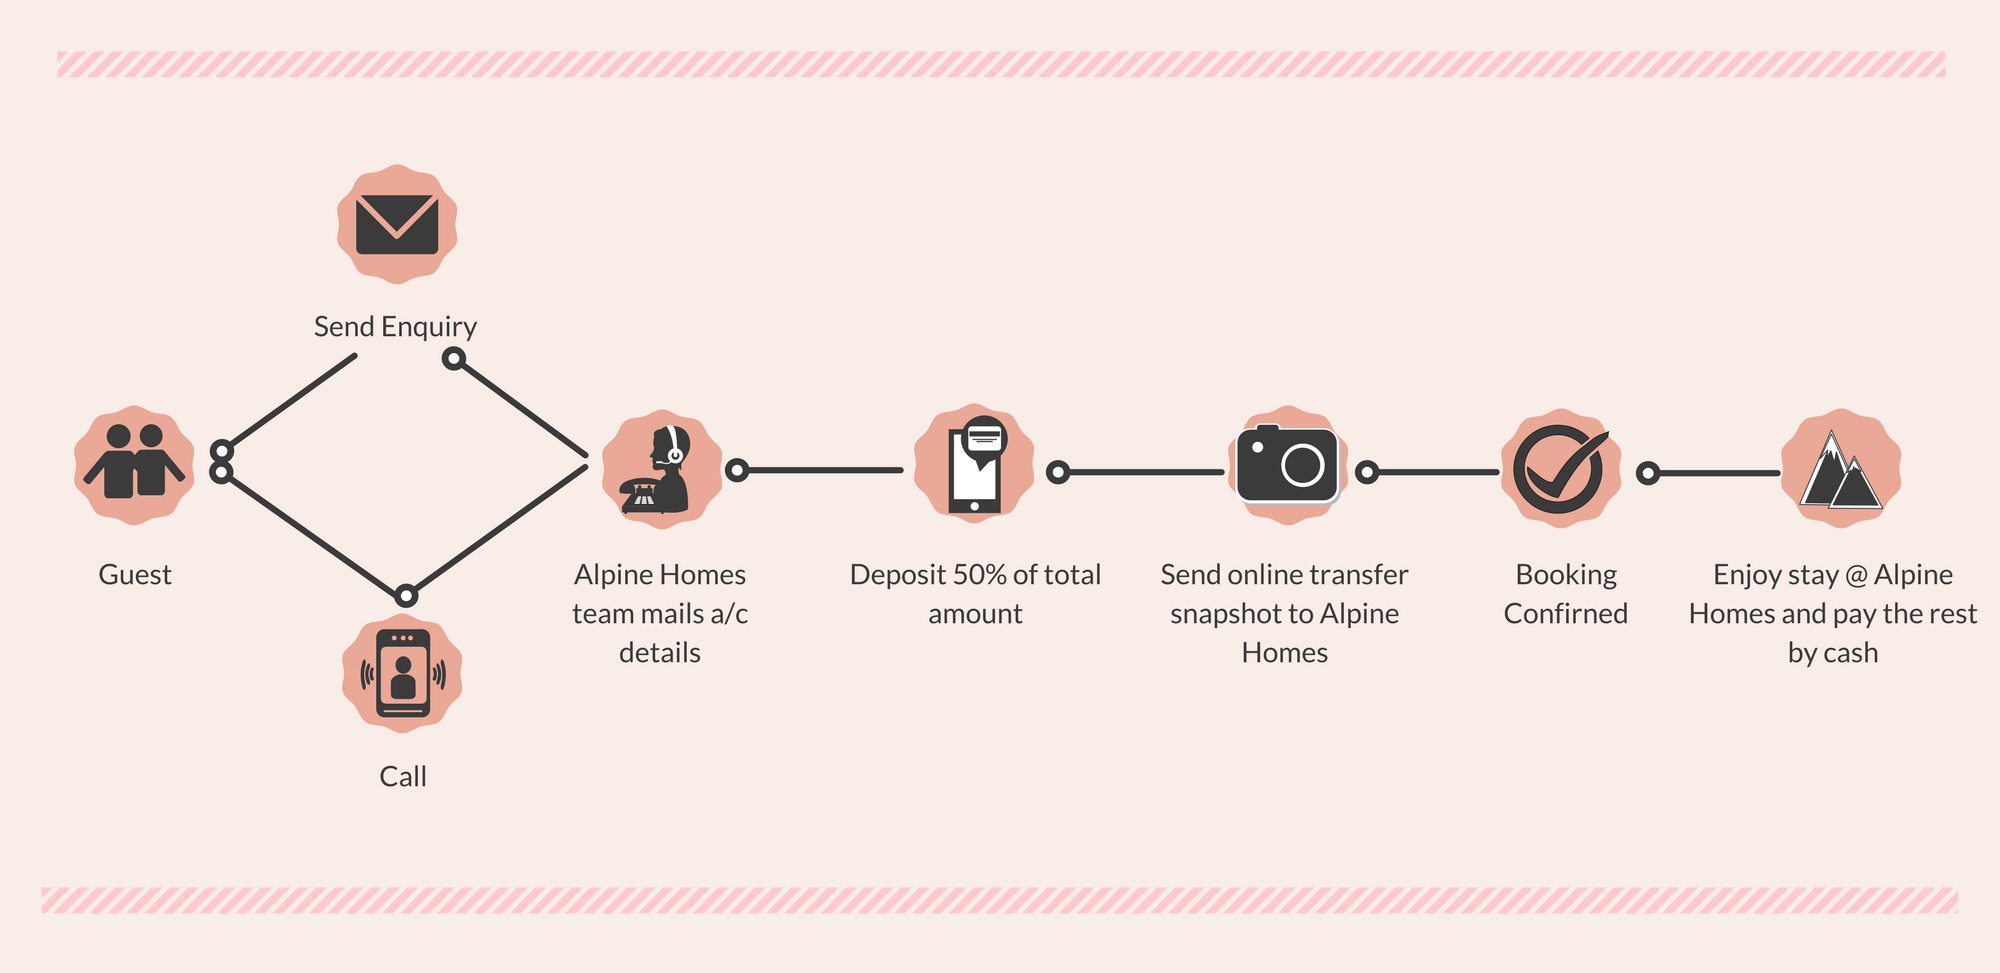 Send Enquiry
Guest
Call
Alpine Homes
team mails a/c
details
Deposit 50% of total
amount
Send online transfer
snapshot to Alpine
Homes
Booking
Confirned
Enjoy stay @ Alpine
Homes and pay the rest
by cash